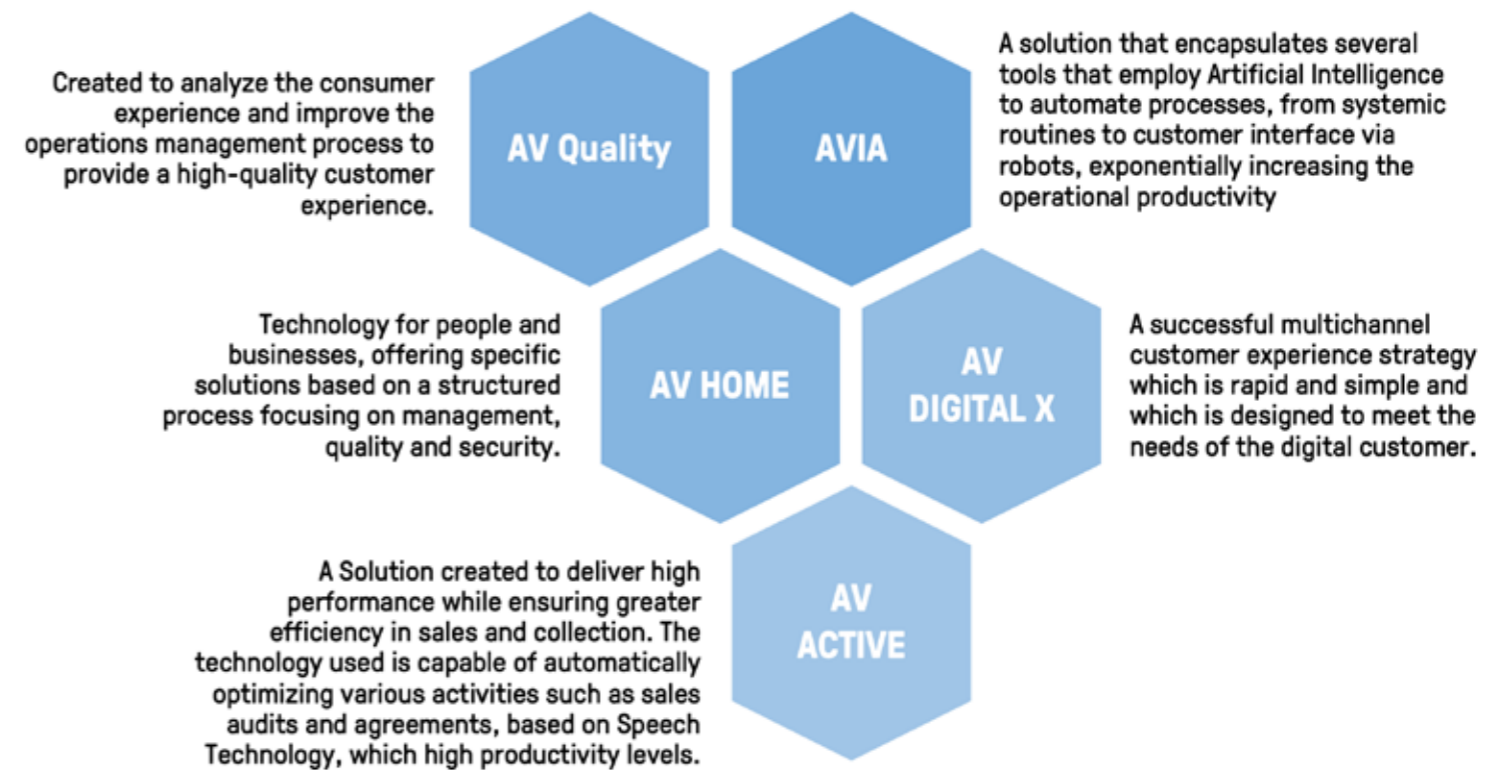 Created to analyze the consumer
experience and improve the
operations management process to
provide a high-quality customer
experience.
AV Quality
AVIA
A solution that encapsulates several
tools that employ Artificial Intelligence
to automate processes, from systemic
routines to customer interface via
robots, exponentially increasing the
operational productivity
Technology for people and
businesses, offering specific
solutions based on a structured
process focusing on management,
quality and security.
AV HOME
AV
DIGITAL X
A successful multichannel
customer experience strategy
which is rapid and simple and
which is designed to meet the
needs of the digital customer.
A Solution created to deliver high
performance while ensuring greater
efficiency in sales and collection. The
technology used is capable of automatically
optimizing various activities such as sales
audits and agreements, based on Speech
Technology, which high productivity levels.
AV
ACTIVE